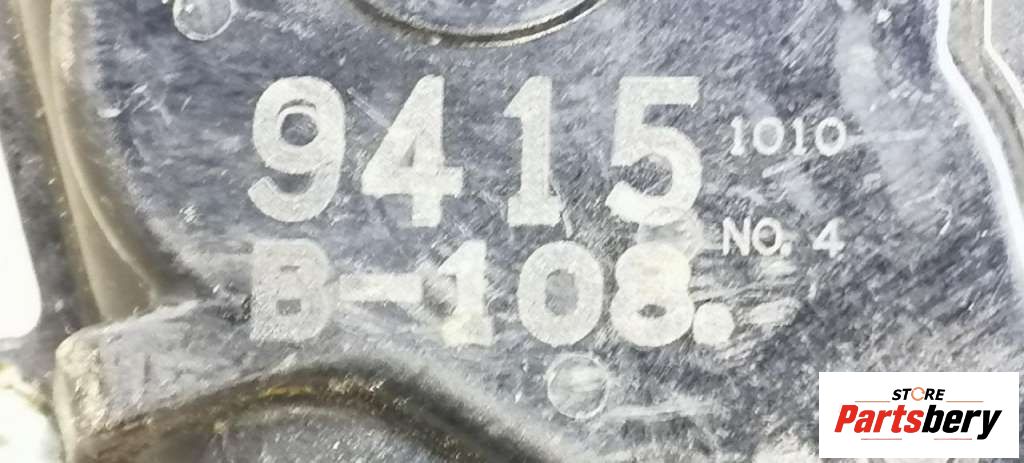 9415
1010
B-108.
NO. 4
STORE
Partsbery